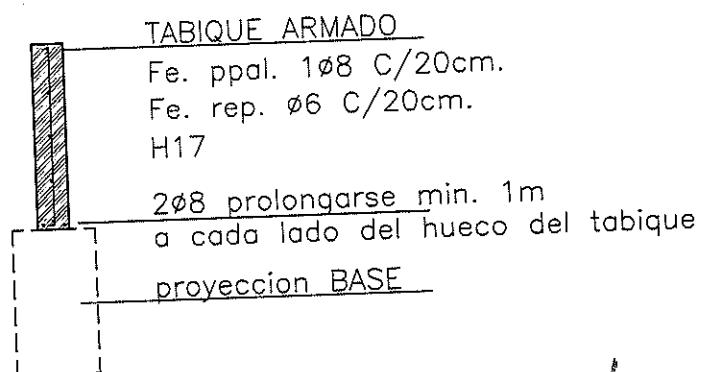 TABIQUE ARMADO
Fe. ppal. 1ø8 C/20cm.
Fe. rep. ø6 C/20cm.
H17
2ø8 prolongarse min. 1m
a cada lado del hueco del tabique
proyeccion BASE